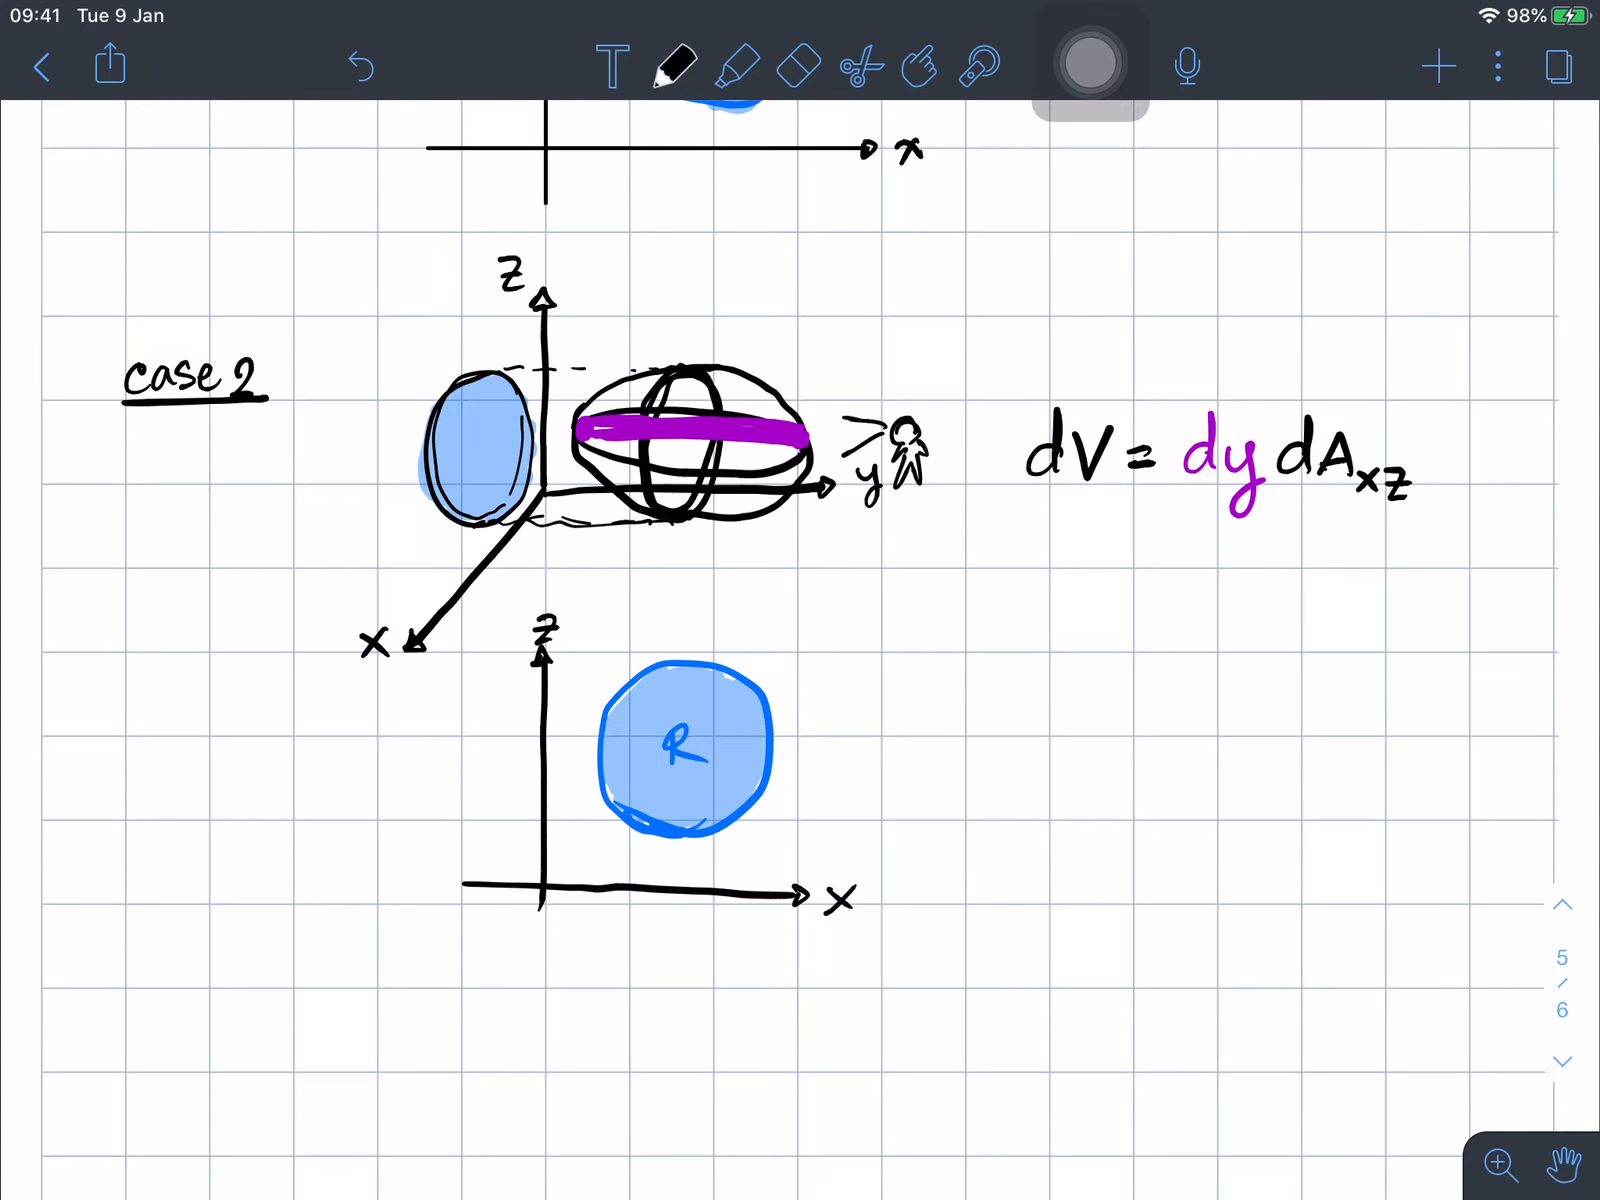 09:41 Tue 9 Jan
98%
T
x
z
case 2
y
dV = dy dA_xz
x
z
R
x
5
/
6